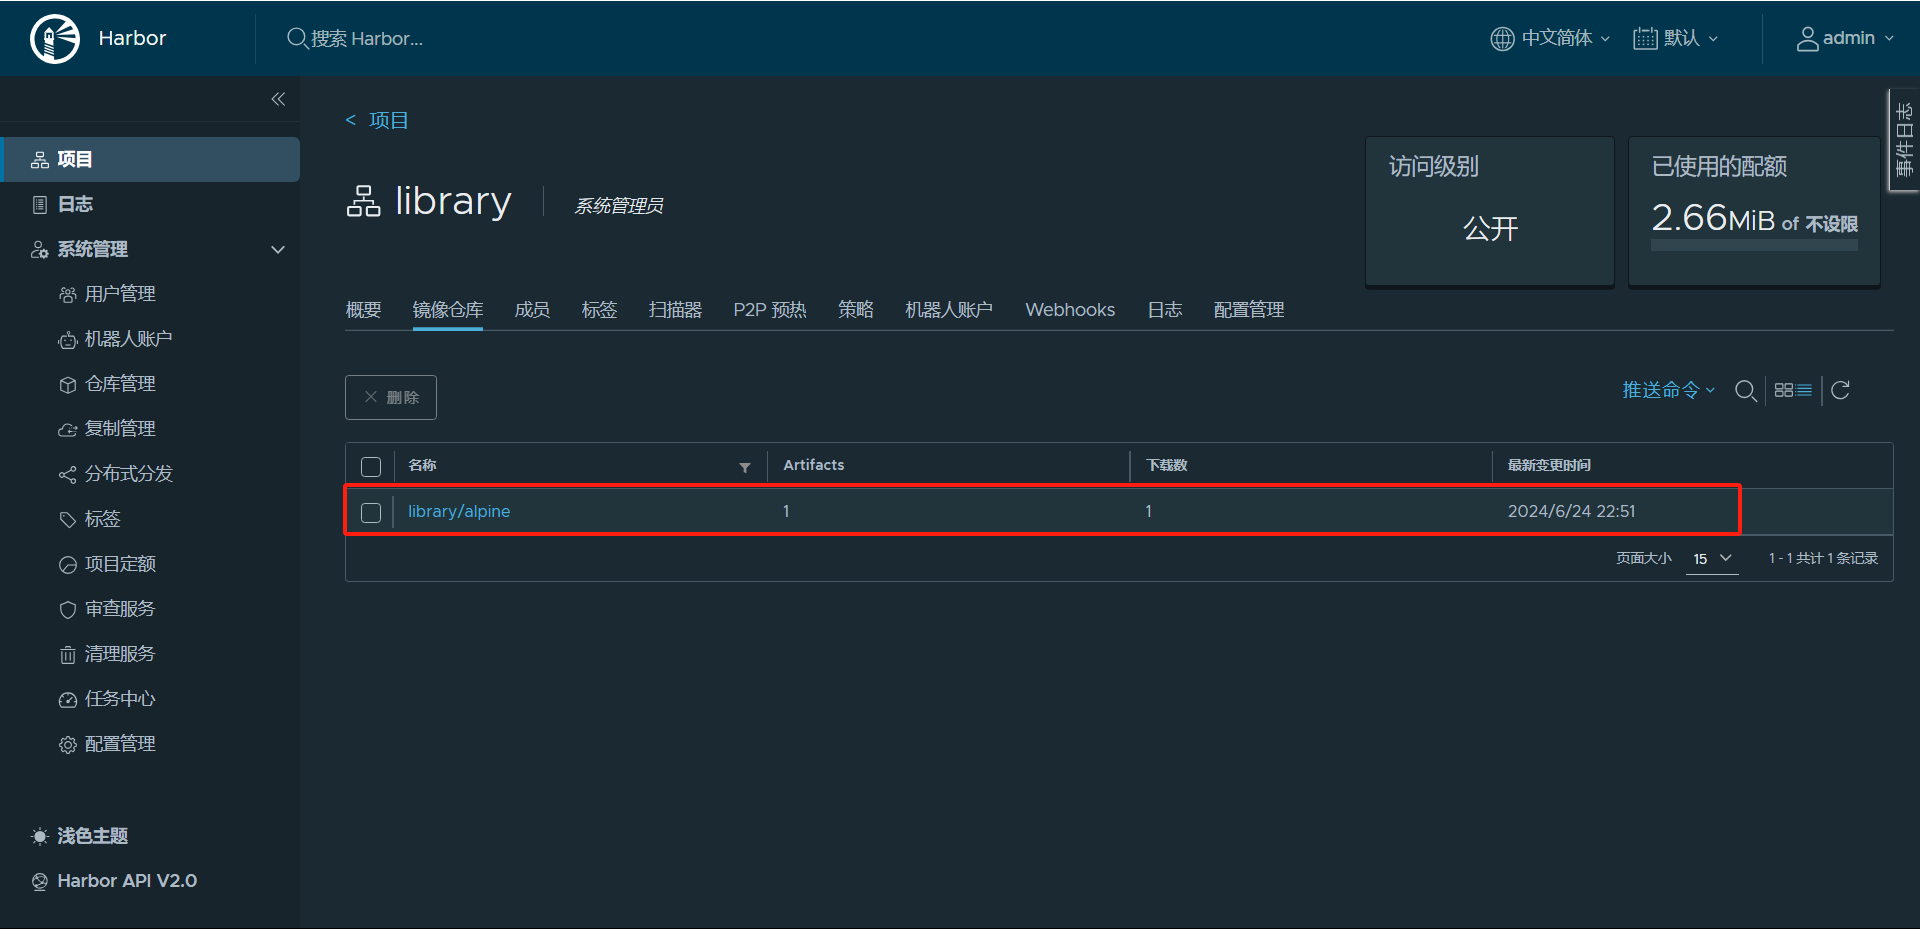 Harbor
搜索 Harbor...
中文简体
默认
admin
事件日志
项目
日志
系统管理
用户管理
机器人账户
仓库管理
复制管理
分布式分发
标签
项目定额
审查服务
清理服务
任务中心
配置管理
浅色主题
Harbor API V2.0
< 项目
library
系统管理员
访问级别
公开
已使用的配额
2.66MiB of 不设限
概要 镜像仓库 成员 标签 扫描器 P2P 预热 策略 机器人账户 Webhooks 日志 配置管理
删除
推送命令
名称 Artifacts 下载数 最新变更时间
library/alpine 1 1 2024/6/24 22:51
页面大小 15 1 - 1 共计 1 条记录